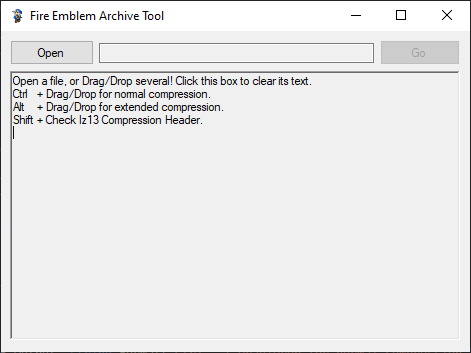 Fire Emblem Archive Tool
Open
Go
Open a file, or Drag/Drop several! Click this box to clear its text.
Ctrl + Drag/Drop for normal compression.
Alt + Drag/Drop for extended compression.
Shift + Check lz13 Compression Header.